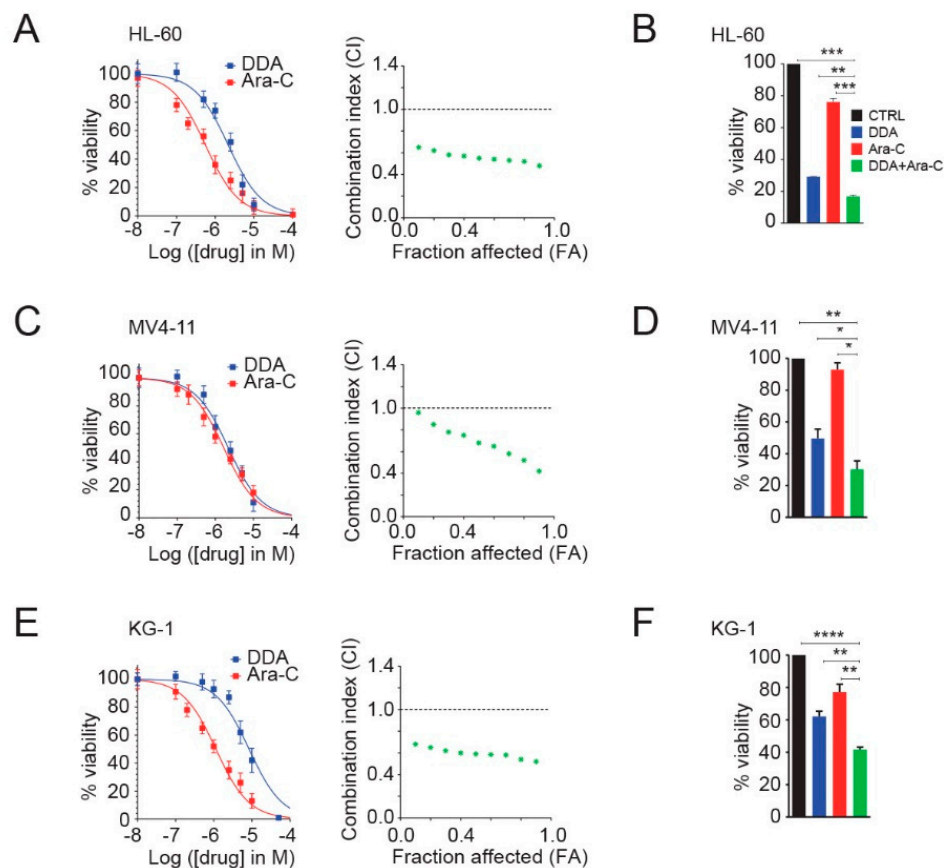 A
HL-60
DDA
Ara-C
% viability
100
80
60
40
20
0
-8
-7
-6
-5
-4
Log ([drug] in M)
Combination index (CI)
1.4
1.0
0.4
0.0
0.0
0.4
1.0
Fraction affected (FA)
B
HL-60
***
**
***
% viability
100
80
60
40
20
0
CTRL
DDA
Ara-C
DDA+Ara-C
C
MV4-11
DDA
Ara-C
% viability
100
80
60
40
20
0
-8
-7
-6
-5
-4
Log ([drug] in M)
Combination index (CI)
1.4
1.0
0.4
0.0
0.0
0.4
1.0
Fraction affected (FA)
D
MV4-11
**
*
*
% viability
100
80
60
40
20
0
E
KG-1
DDA
Ara-C
% viability
100
80
60
40
20
0
-8
-7
-6
-5
-4
Log ([drug] in M)
Combination index (CI)
1.4
1.0
0.4
0.0
0.0
0.4
1.0
Fraction affected (FA)
F
KG-1
****
**
**
% viability
100
80
60
40
20
0